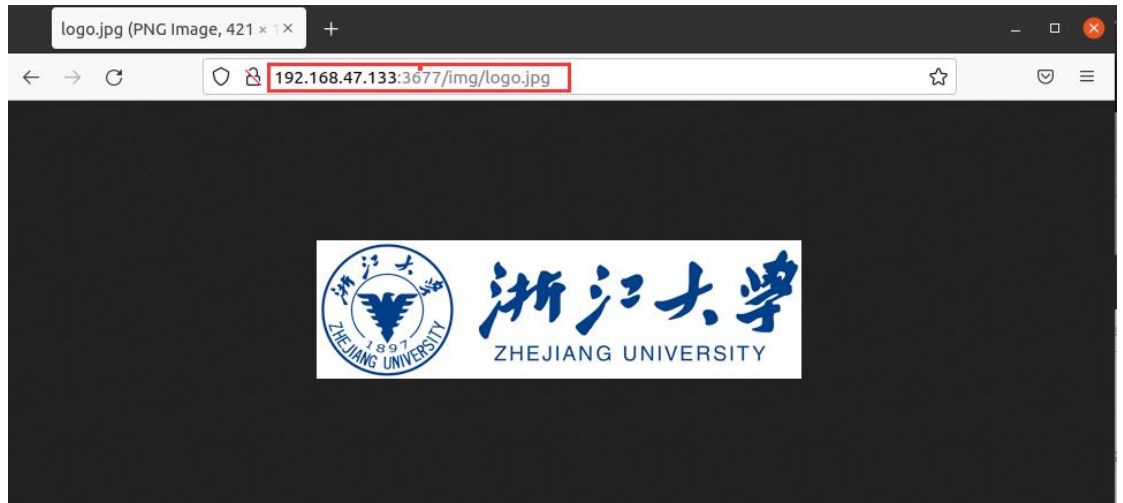 logo.jpg (PNG Image, 421 × 1
192.168.47.133:3677/img/logo.jpg
浙江大学
ZHEJIANG UNIVERSITY
1897
浙江大學
ZHEJIANG UNIVERSITY